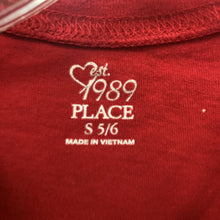 est.
1989
PLACE
S 5/6
MADE IN VIETNAM